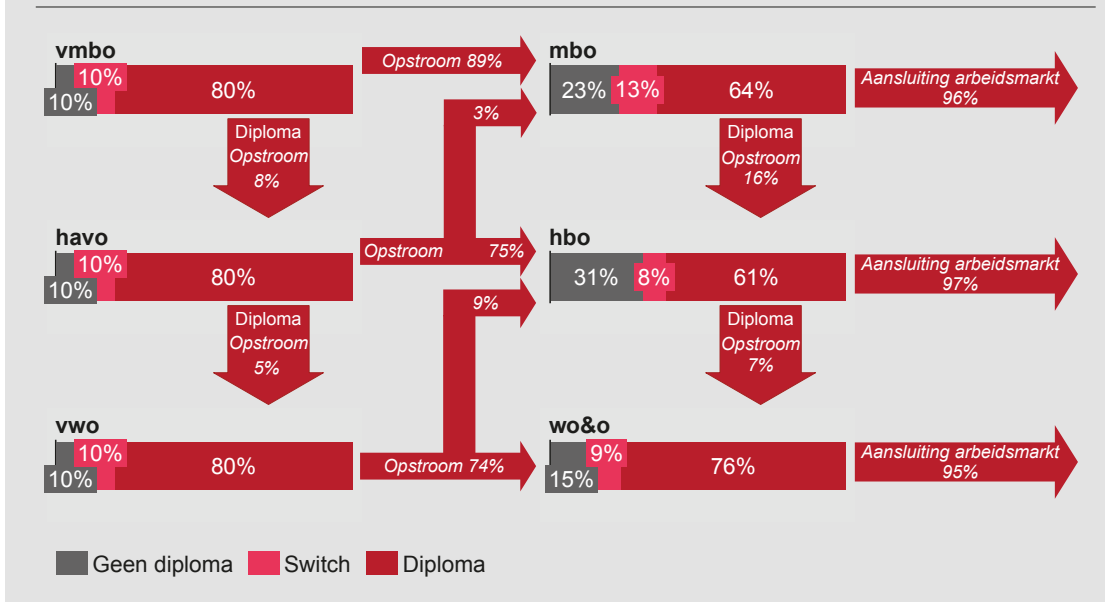 vmbo
10%
10%
80%
Opstroom 89%
mbo
23%
13%
64%
Aansluiting arbeidsmarkt
96%
3%
Diploma
Opstroom
8%
Diploma
Opstroom
16%
havo
10%
10%
80%
Opstroom 75%
hbo
31%
8%
61%
Aansluiting arbeidsmarkt
97%
9%
Diploma
Opstroom
5%
Diploma
Opstroom
7%
vwo
10%
10%
80%
Opstroom 74%
wo&o
9%
15%
76%
Aansluiting arbeidsmarkt
95%
Geen diploma Switch Diploma